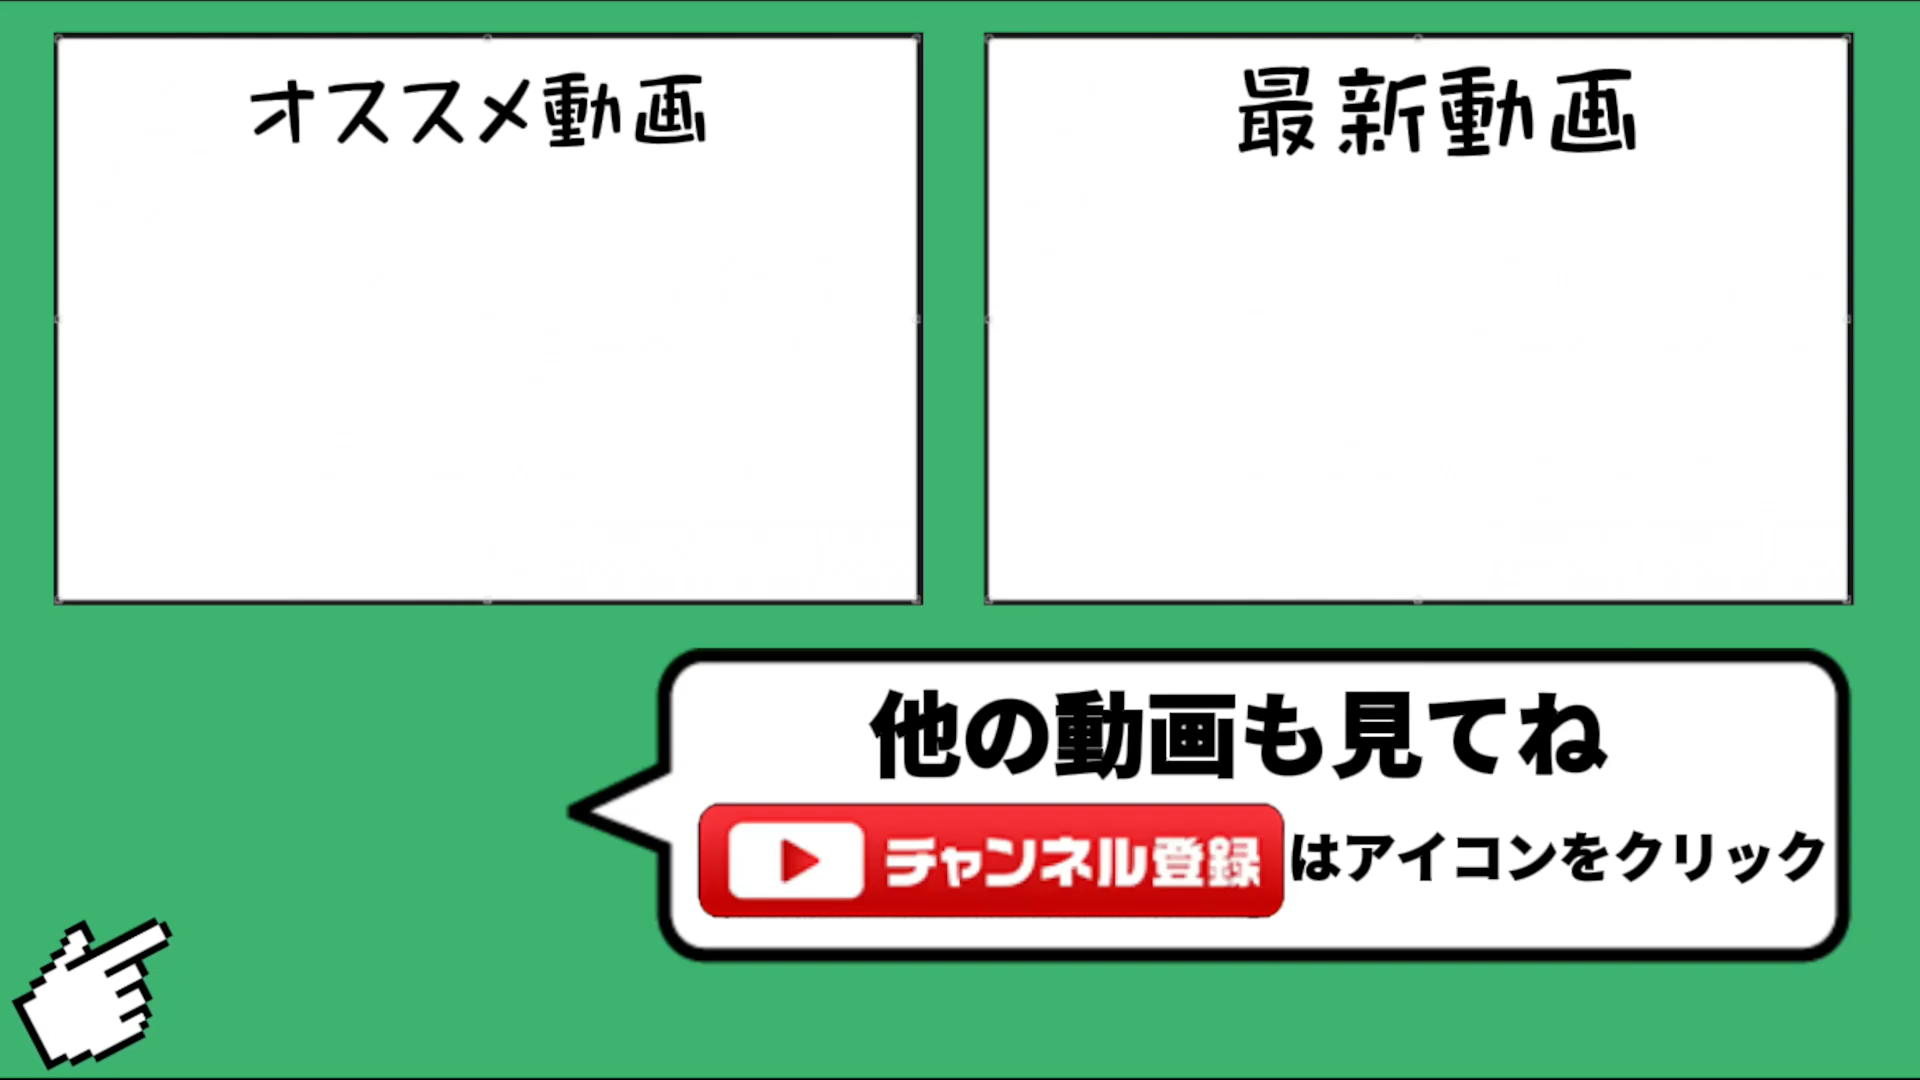 オススメ動画
最新動画
他の動画も見てね
チャンネル登録はアイコンをクリック